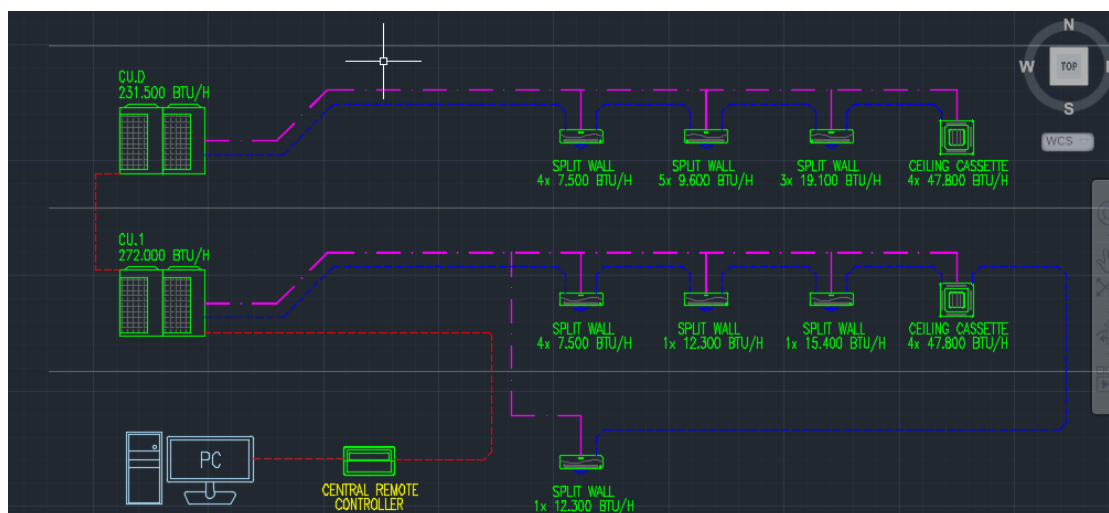 N
W
TOP
S
WCS
CU.D
231.500 BTU/H
SPLIT WALL
4x 7.500 BTU/H
SPLIT WALL
5x 9.600 BTU/H
SPLIT WALL
3x 19.100 BTU/H
CEILING CASSETTE
4x 47.800 BTU/H
CU.1
272.000 BTU/H
SPLIT WALL
4x 7.500 BTU/H
SPLIT WALL
1x 12.300 BTU/H
SPLIT WALL
1x 15.400 BTU/H
CEILING CASSETTE
4x 47.800 BTU/H
PC
CENTRAL REMOTE
CONTROLLER
SPLIT WALL
1x 12.300 BTU/H